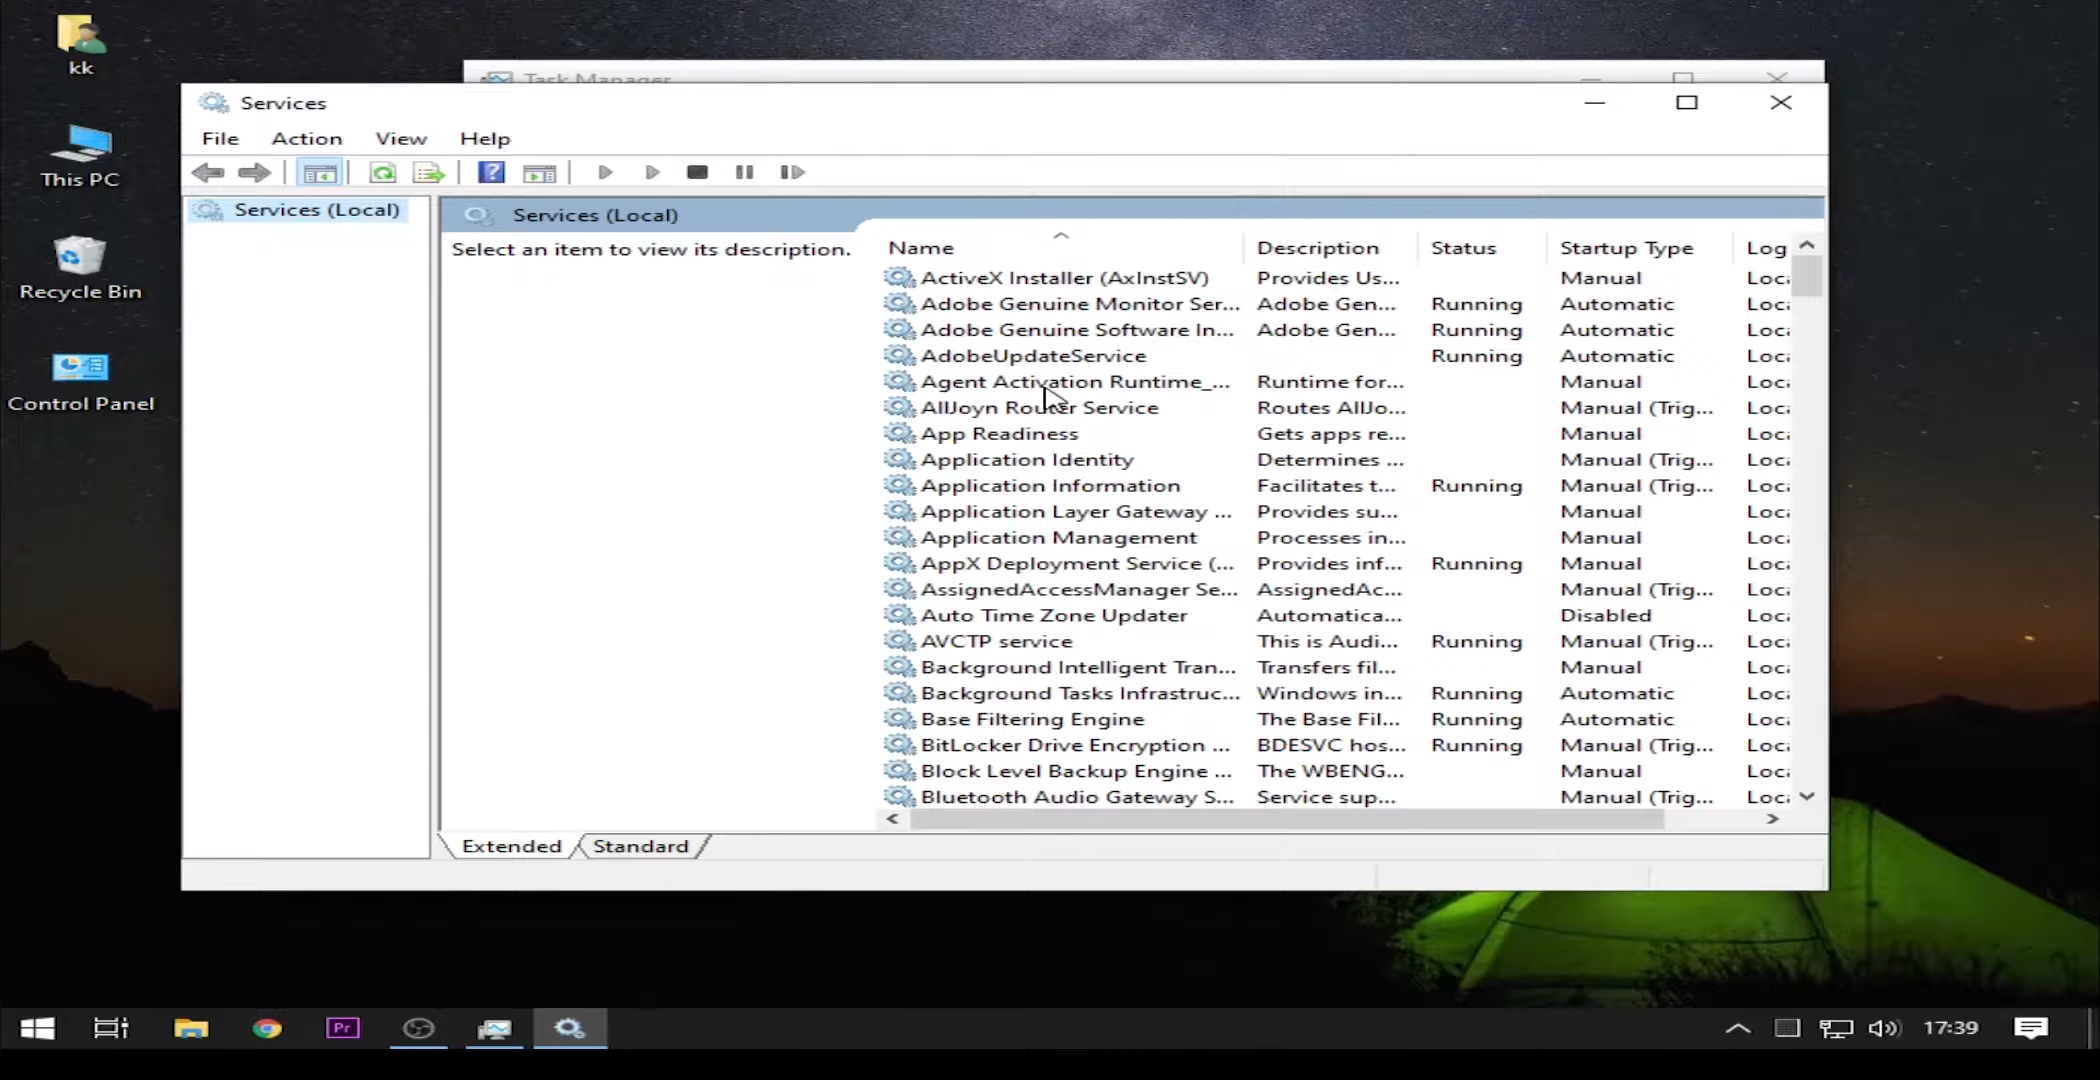 kk
This PC
Recycle Bin
Control Panel
Task Manager
Services
File Action View Help
Services (Local)
Services (Local)
Select an item to view its description.
Name Description Status Startup Type Log
ActiveX Installer (AxInstSV) Provides Us... Manual Loc
Adobe Genuine Monitor Ser... Adobe Gen... Running Automatic Loc
Adobe Genuine Software In... Adobe Gen... Running Automatic Loc
AdobeUpdateService Running Automatic Loc
Agent Activation Runtime_... Runtime for... Manual Loc
AllJoyn Router Service Routes AllJo... Manual (Trig... Loc
App Readiness Gets apps re... Manual Loc
Application Identity Determines ... Manual (Trig... Loc
Application Information Facilitates t... Running Manual (Trig... Loc
Application Layer Gateway ... Provides su... Manual Loc
Application Management Processes in... Manual Loc
AppX Deployment Service (... Provides inf... Running Manual Loc
AssignedAccessManager Se... AssignedAc... Manual (Trig... Loc
Auto Time Zone Updater Automatica... Disabled Loc
AVCTP service This is Audi... Running Manual (Trig... Loc
Background Intelligent Tran... Transfers fil... Manual Loc
Background Tasks Infrastruc... Windows in... Running Automatic Loc
Base Filtering Engine The Base Fil... Running Automatic Loc
BitLocker Drive Encryption ... BDESVC hos... Running Manual (Trig... Loc
Block Level Backup Engine ... The WBENG... Manual Loc
Bluetooth Audio Gateway S... Service sup... Manual (Trig... Loc
Extended Standard
Pr
17:39